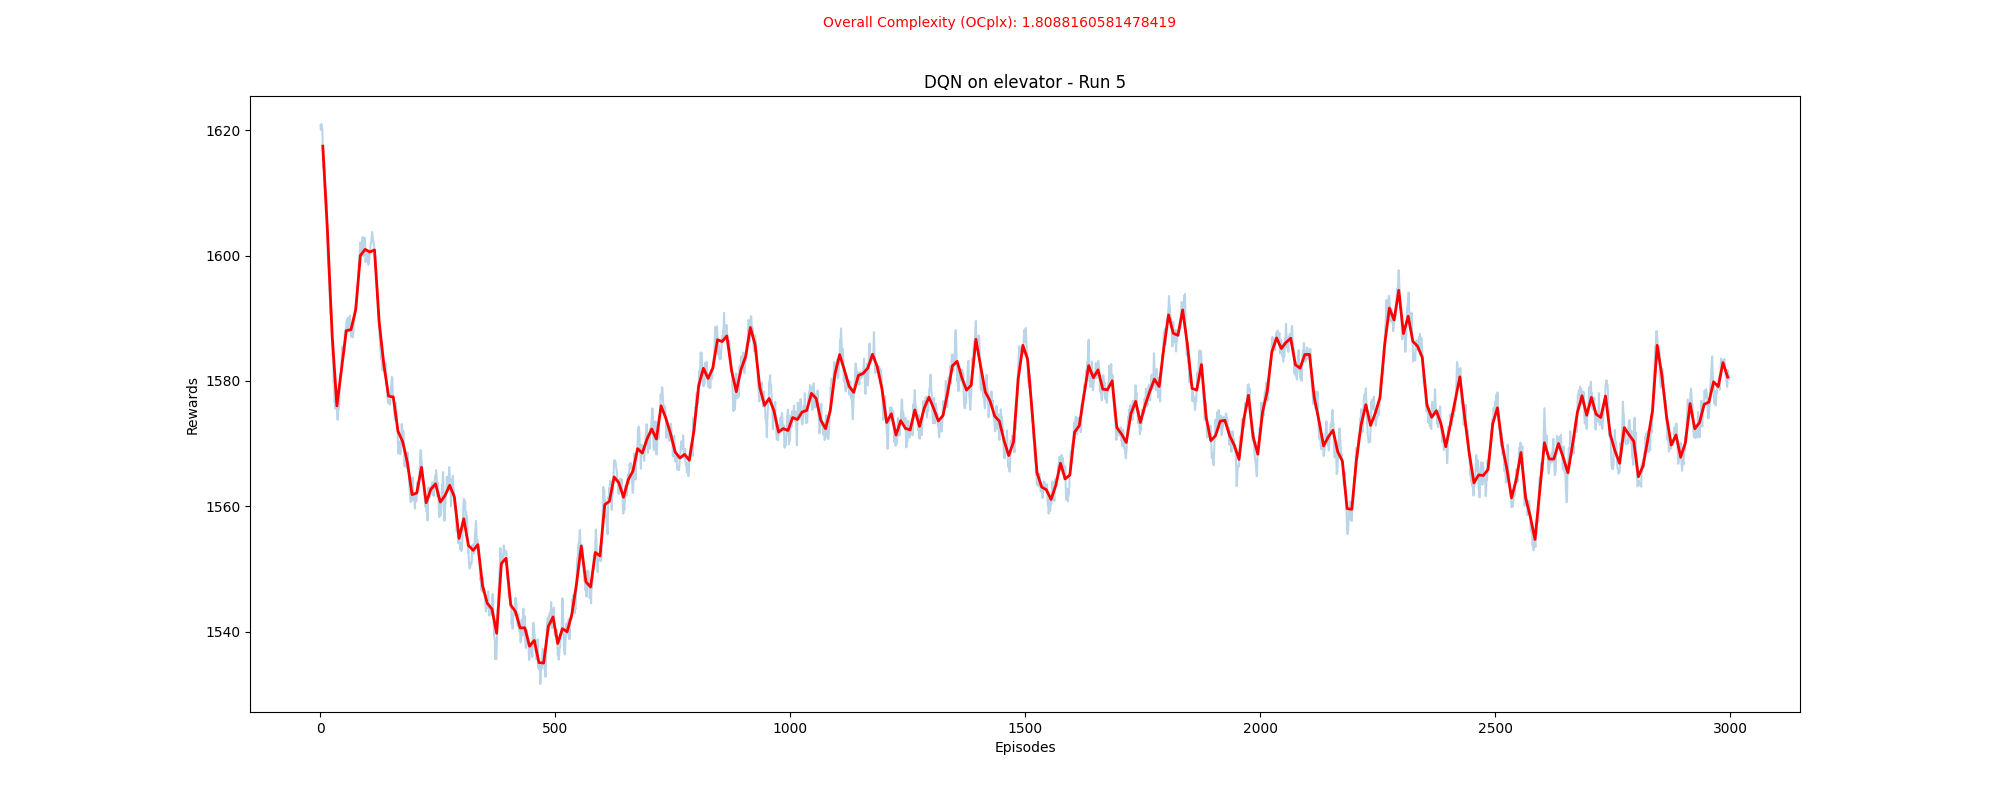 Overall Complexity (OCplx): 1.8088160581478419
DQN on elevator - Run 5
Rewards
1620
1600
1580
1560
1540
0 500 1000 1500 2000 2500 3000
Episodes